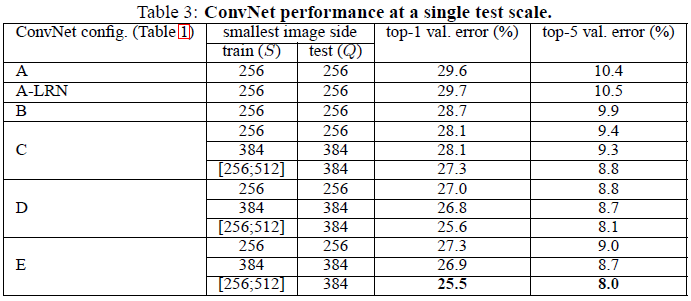 Table 3: ConvNet performance at a single test scale.
ConvNet config. (Table 1) smallest image side top-1 val. error (%) top-5 val. error (%)
train (S) test (Q)
A 256 256 29.6 10.4
A-LRN 256 256 29.7 10.5
B 256 256 28.7 9.9
C 256 256 28.1 9.4
384 384 28.1 9.3
[256;512] 384 27.3 8.8
D 256 256 27.0 8.8
384 384 26.8 8.7
[256;512] 384 25.6 8.1
E 256 256 27.3 9.0
384 384 26.9 8.7
[256;512] 384 25.5 8.0